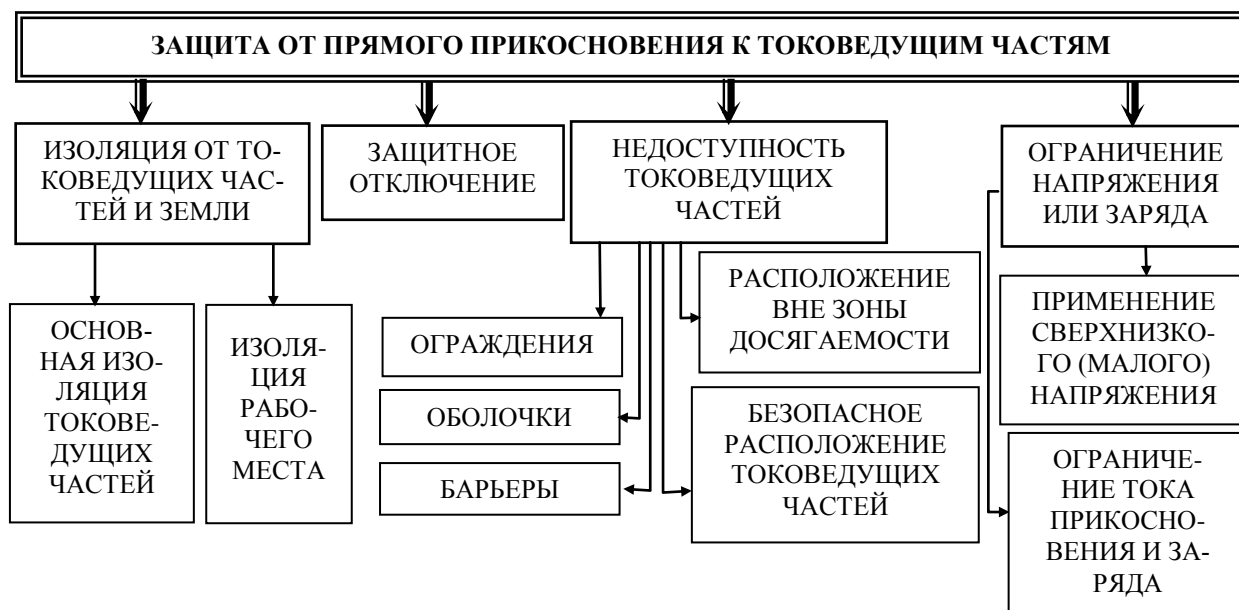 ЗАЩИТА ОТ ПРЯМОГО ПРИКОСНОВЕНИЯ К ТОКОВЕДУЩИМ ЧАСТЯМ
ИЗОЛЯЦИЯ ОТ ТО-
КОВЕДУЩИХ ЧАС-
ТЕЙ И ЗЕМЛИ
ЗАЩИТНОЕ
ОТКЛЮЧЕНИЕ
НЕДОСТУПНОСТЬ
ТОКОВЕДУЩИХ
ЧАСТЕЙ
ОГРАНИЧЕНИЕ
НАПРЯЖЕНИЯ
ИЛИ ЗАРЯДА
ОСНОВ-
НАЯ ИЗО-
ЛЯЦИЯ
ТОКОВЕ-
ДУЩИХ
ЧАСТЕЙ
ИЗОЛЯ-
ЦИЯ
РАБО-
ЧЕГО
МЕСТА
ОГРАЖДЕНИЯ
ОБОЛОЧКИ
БАРЬЕРЫ
РАСПОЛОЖЕНИЕ
ВНЕ ЗОНЫ
ДОСЯГАЕМОСТИ
БЕЗОПАСНОЕ
РАСПОЛОЖЕНИЕ
ТОКОВЕДУЩИХ
ЧАСТЕЙ
ПРИМЕНЕНИЕ
СВЕРХНИЗКО-
ГО (МАЛОГО)
НАПРЯЖЕНИЯ
ОГРАНИЧЕ-
НИЕ ТОКА
ПРИКОСНО-
ВЕНИЯ И ЗА-
РЯДА